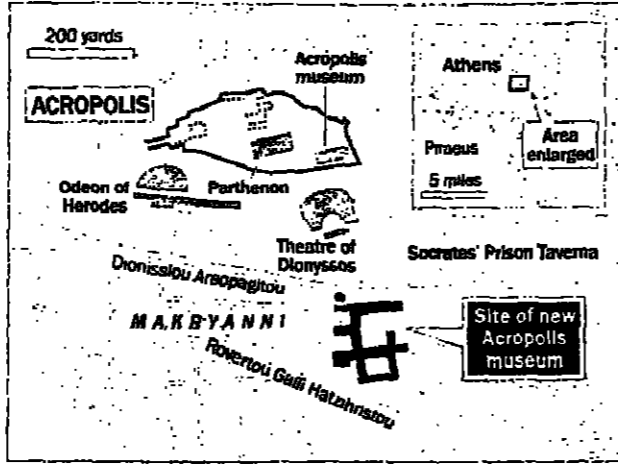 200 yards
ACROPOLIS
Acropolis
museum
Odeon of
Herodes
Parthenon
Theatre of
Dionyssos
Athens
Piraeus
5 miles
Area
enlarged
Socrates' Prison Taverna
Dionissiou Areopagitou
MAKRYANNI
Rovertou Galli
Site of new
Acropolis
museum